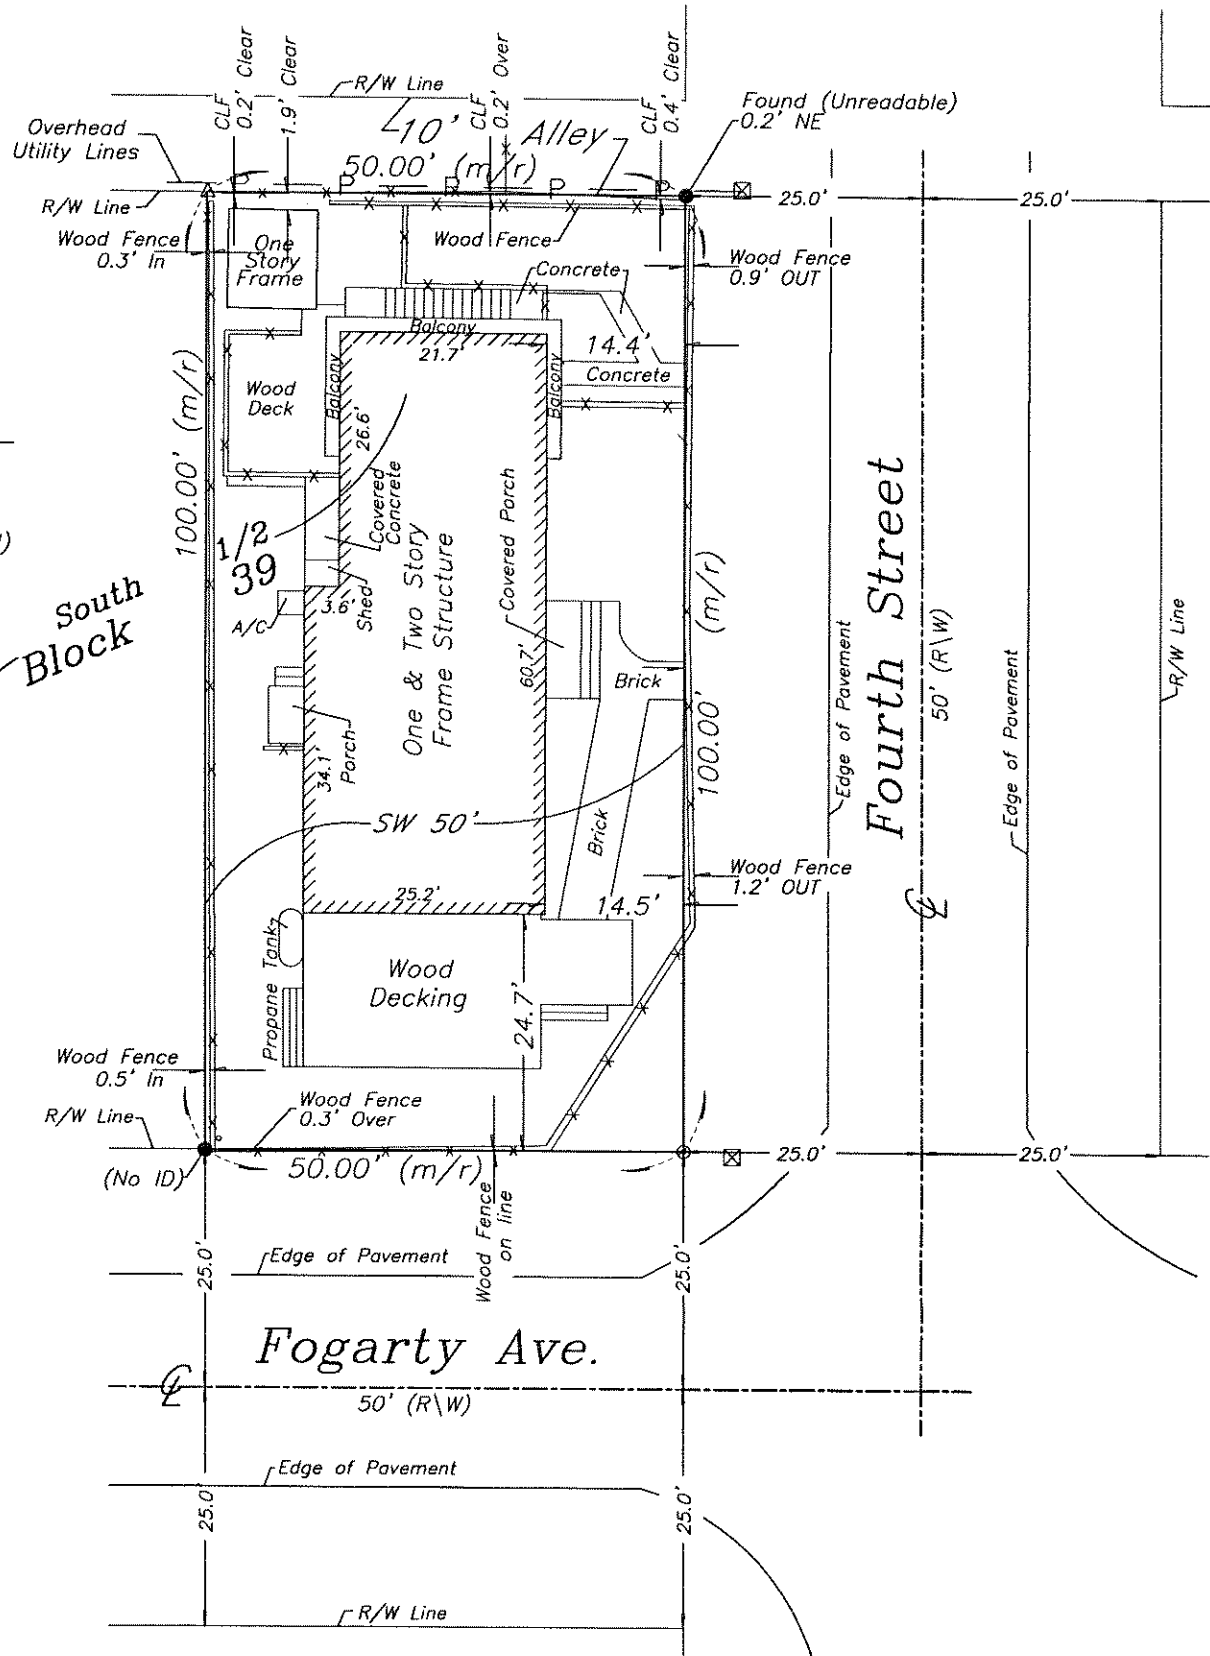 CLF
0.2' Clear
1.9' Clear
R/W Line
CLF
0.2' Over
CLF
0.4' Clear
Found (Unreadable)
0.2' NE
Overhead
Utility Lines
10' Alley
50.00' (m/r)
P P P P P
R/W Line
25.0'
25.0'
Wood Fence
0.3' In
One
Story
Frame
Wood Fence
Concrete
Wood Fence
0.9' OUT
Balcony
21.7'
14.4'
Concrete
Balcony
Balcony
Wood
Deck
26.6'
100.00' (m/r)
Covered
Concrete
Covered Porch
1/2
39
South
Block
A/C
3.6'
Shed
One & Two Story
Frame Structure
60.7'
Brick
100.00' (m/r)
Fourth Street
50' (R\W)
Edge of Pavement
Edge of Pavement
R/W Line
Porch
34.1'
SW 50'
Brick
Wood Fence
1.2' OUT
25.2'
14.5'
Propane Tank
Wood
Decking
24.7'
Wood Fence
0.5' In
R/W Line
Wood Fence
0.3' Over
(No ID)
50.00' (m/r)
25.0'
25.0'
Wood Fence
on line
25.0'
Edge of Pavement
25.0'
Fogarty Ave.
50' (R\W)
Edge of Pavement
25.0'
25.0'
R/W Line